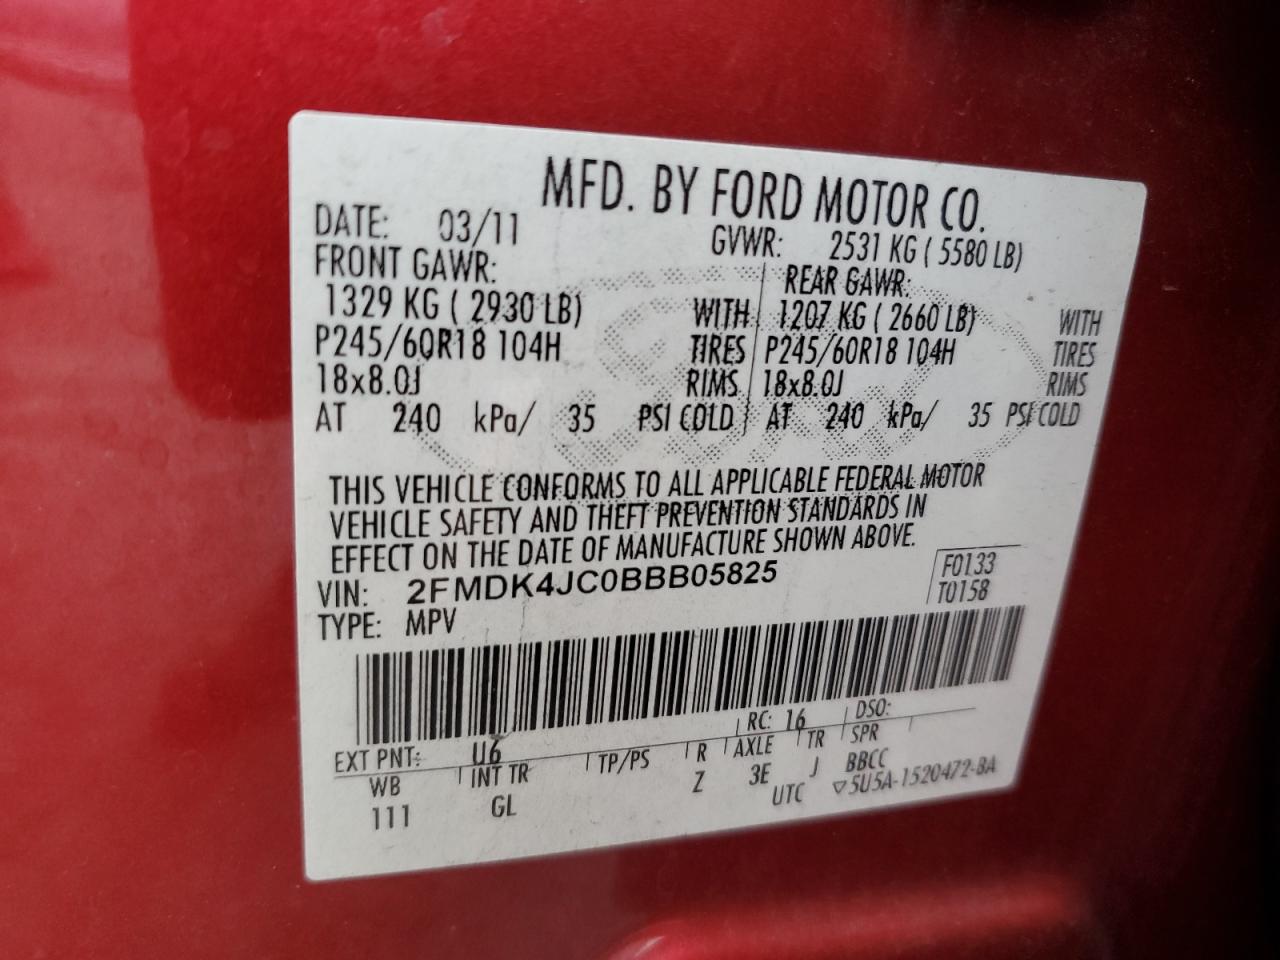 MFD. BY FORD MOTOR CO.
DATE: 03/11 GVWR: 2531 KG ( 5580 LB)
FRONT GAWR: REAR GAWR:
1329 KG ( 2930 LB) WITH 1207 KG ( 2660 LB) WITH
P245/60R18 104H TIRES P245/60R18 104H TIRES
18x8.0J RIMS 18x8.0J RIMS
AT 240 kPa/ 35 PSI COLD AT 240 kPa/ 35 PSI COLD
THIS VEHICLE CONFORMS TO ALL APPLICABLE FEDERAL MOTOR
VEHICLE SAFETY AND THEFT PREVENTION STANDARDS IN
EFFECT ON THE DATE OF MANUFACTURE SHOWN ABOVE.
VIN: 2FMDK4JC0BBB05825 F0133
TYPE: MPV T0158
EXT PNT: U6 RC: 16 DSO:
WB INT TR TP/PS R AXLE TR SPR
111 GL Z 3E J BBCC
UTC ▽5U5A-1520472-BA